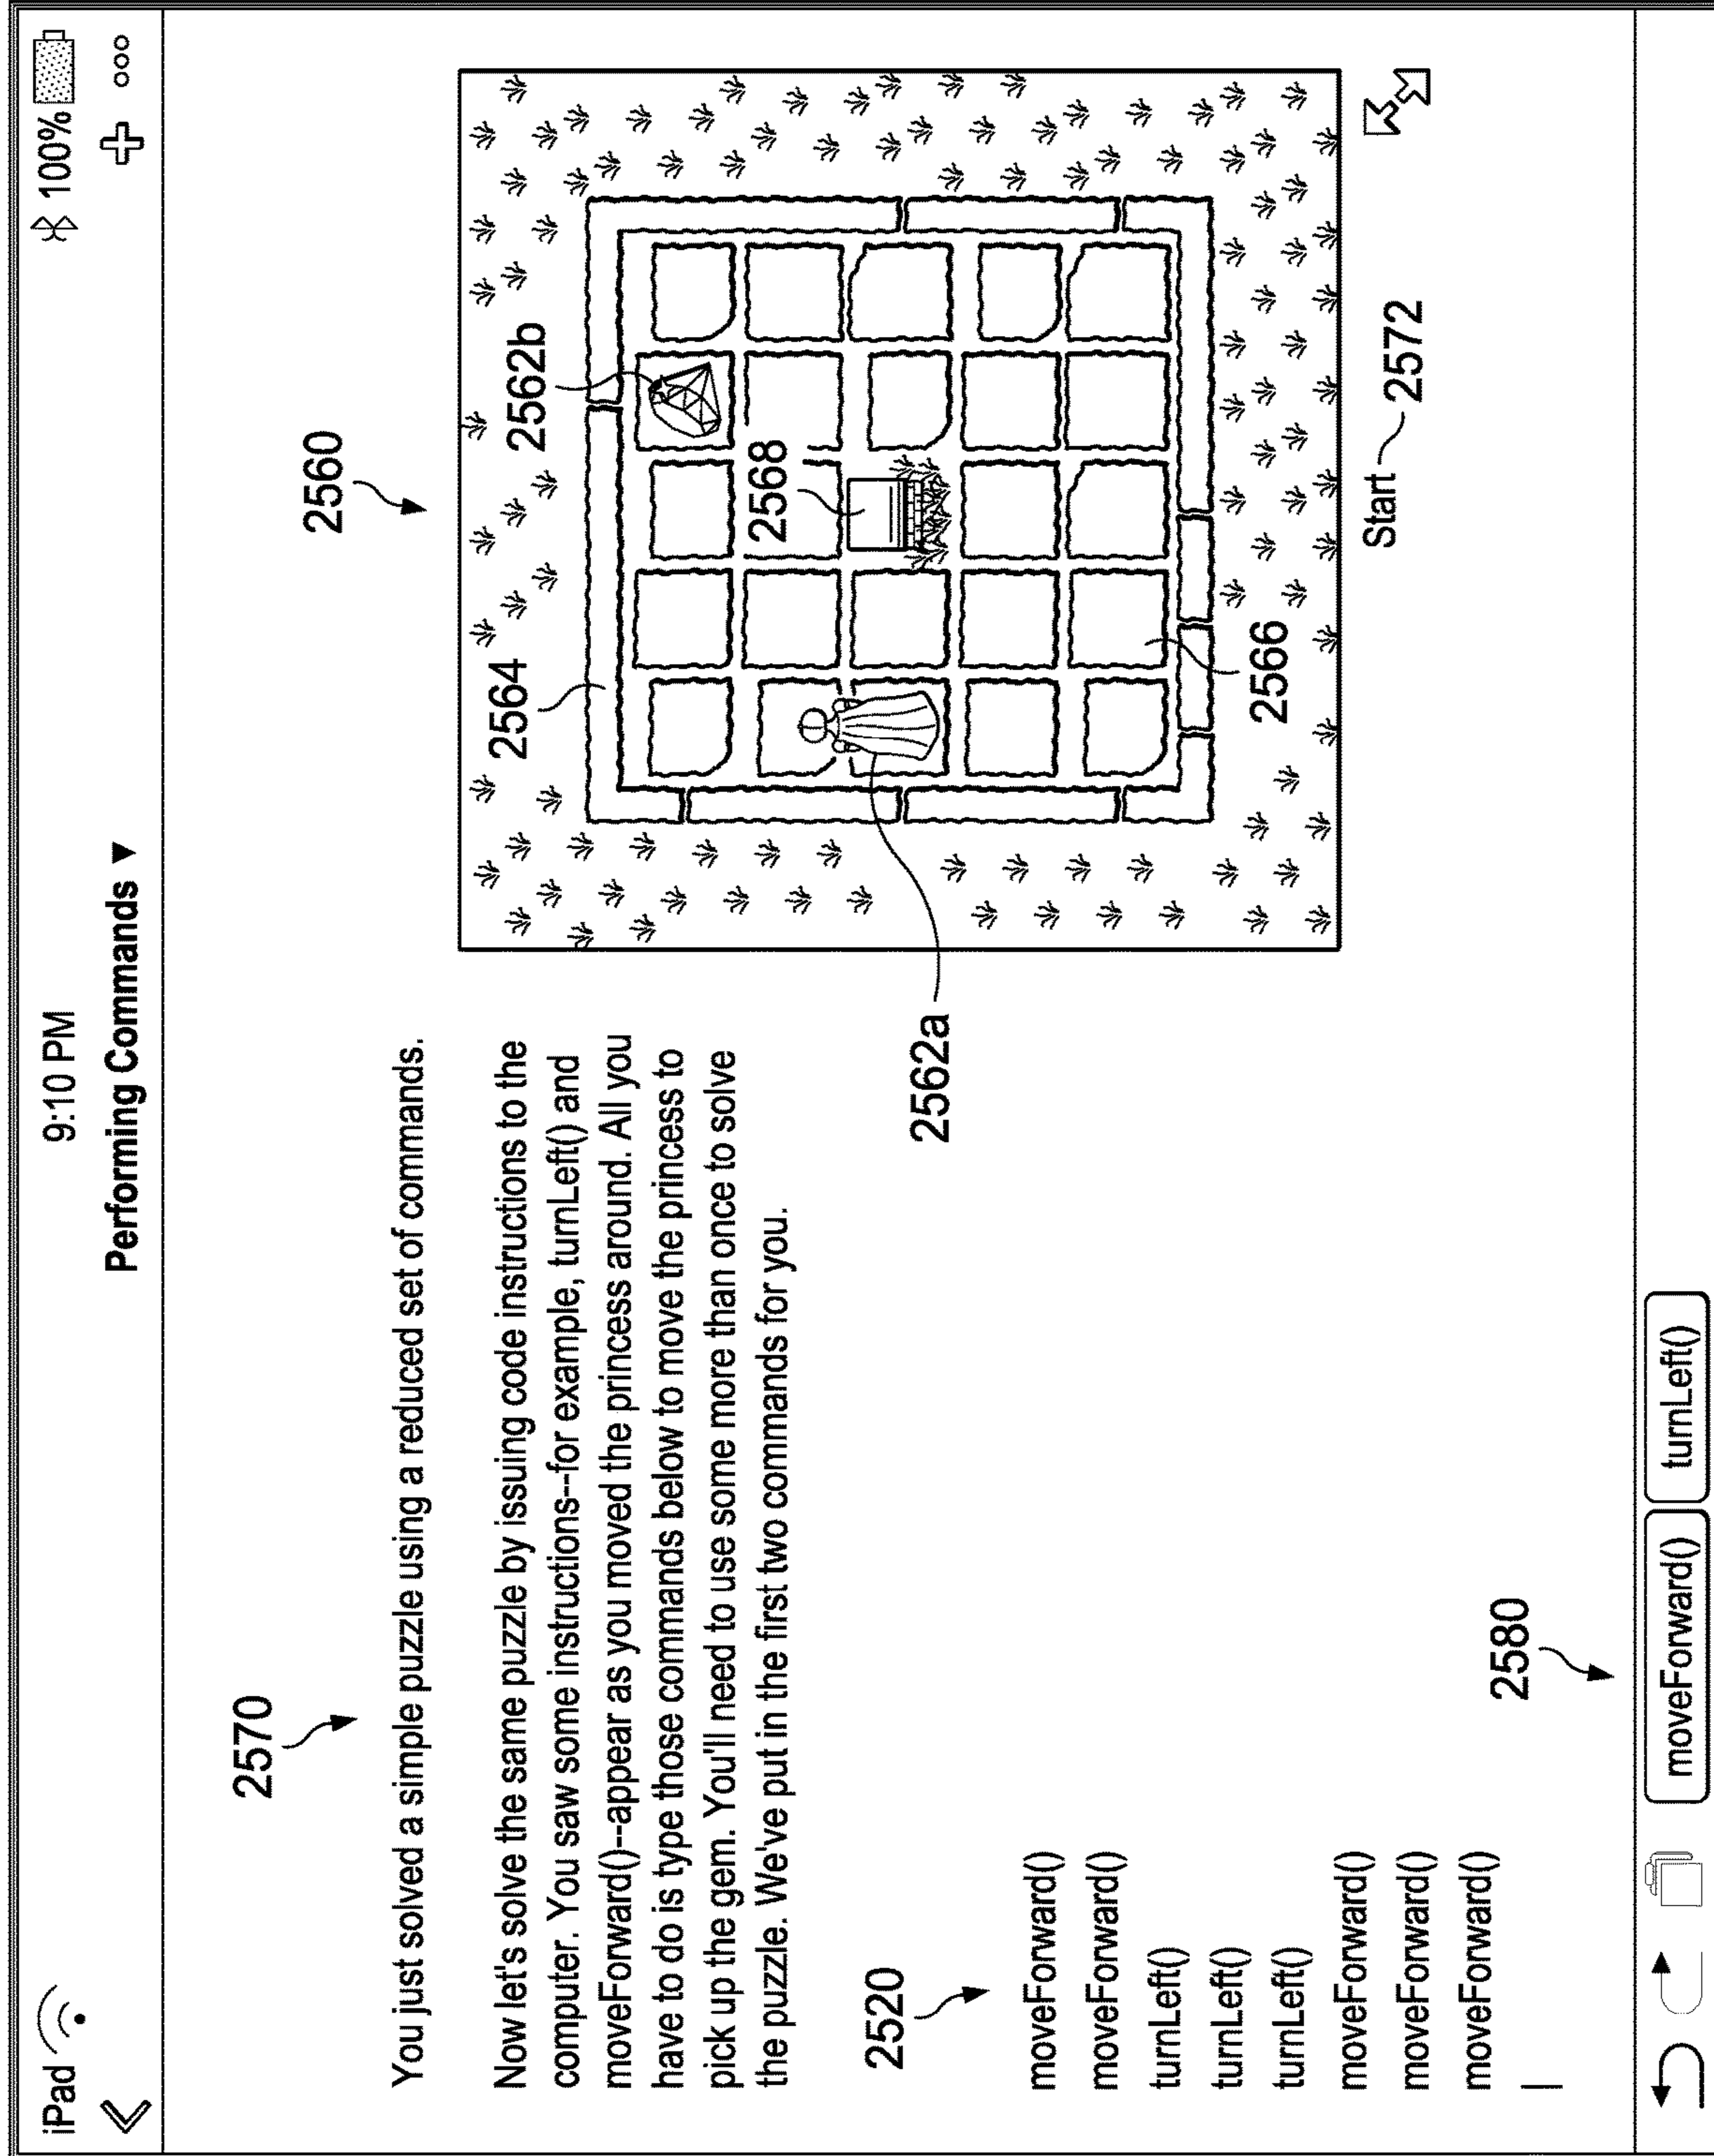 iPad 9:10 PM 100%
Performing Commands ▼
2570
2560
You just solved a simple puzzle using a reduced set of commands.
Now let's solve the same puzzle by issuing code instructions to the
computer. You saw some instructions--for example, turnLeft() and
moveForward()--appear as you moved the princess around. All you
have to do is type those commands below to move the princess to
pick up the gem. You'll need to use some more than once to solve
the puzzle. We've put in the first two commands for you.
2564
2562b
2568
2562a
2566
Start 2572
2520
moveForward()
moveForward()
turnLeft()
turnLeft()
turnLeft()
moveForward()
moveForward()
moveForward()
2580
moveForward() turnLeft()